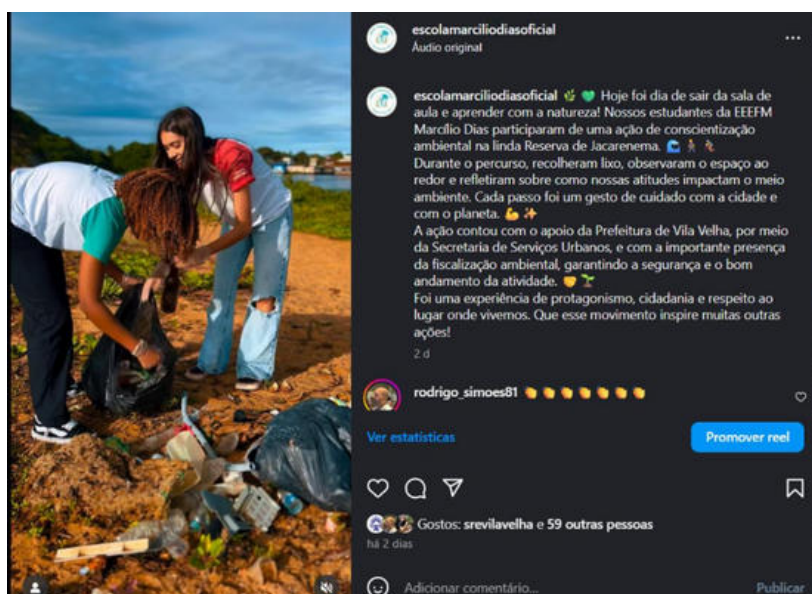 escolamarciliodiasoficial
Áudio original
escolamarciliodiasoficial 🌿 💚 Hoje foi dia de sair da sala de
aula e aprender com a natureza! Nossos estudantes da EEEFM
Marcílio Dias participaram de uma ação de conscientização
ambiental na linda Reserva de Jacarenema.
Durante o percurso, recolheram lixo, observaram o espaço ao
redor e refletiram sobre como nossas atitudes impactam o meio
ambiente. Cada passo foi um gesto de cuidado com a cidade e
com o planeta. 💪 ✨
A ação contou com o apoio da Prefeitura de Vila Velha, por meio
da Secretaria de Serviços Urbanos, e com a importante presença
da fiscalização ambiental, garantindo a segurança e o bom
andamento da atividade. 🤝 🌱
Foi uma experiência de protagonismo, cidadania e respeito ao
lugar onde vivemos. Que esse movimento inspire muitas outras
ações!
2 d
rodrigo_simoes81 👏 👏 👏 👏 👏 👏 👏
Ver estatísticas
Promover reel
Gostos: srevilavelha e 59 outras pessoas
há 2 dias
Adicionar comentário...
Publicar